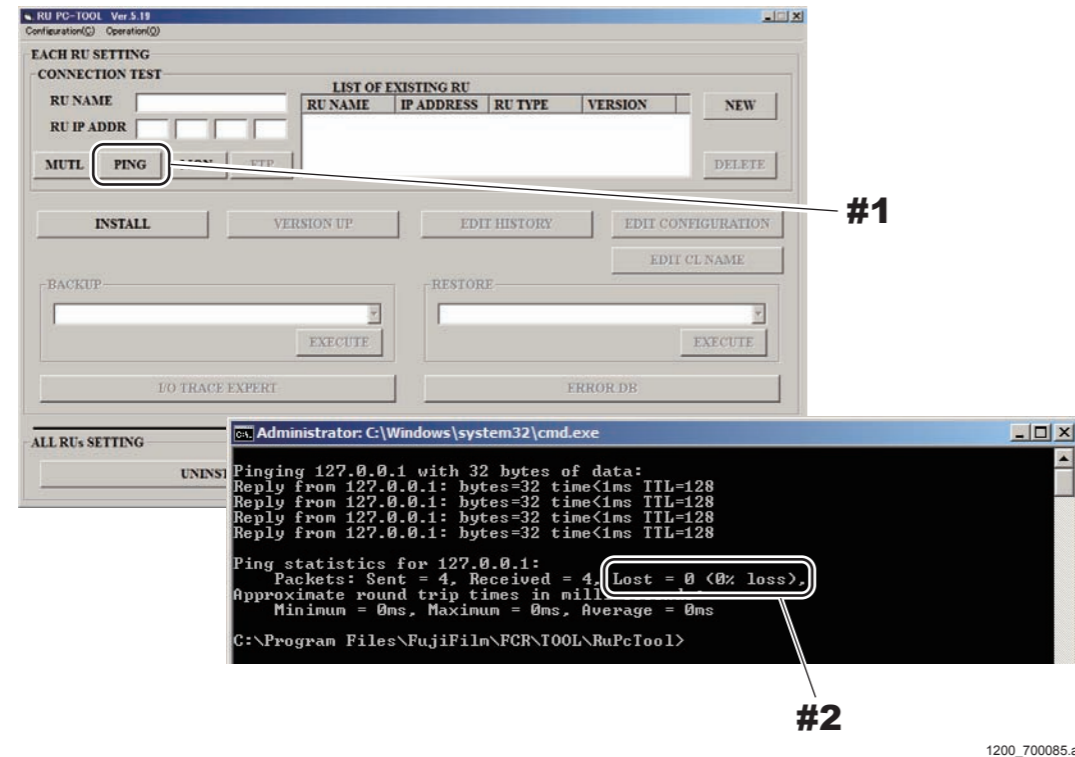 RU PC-TOOL Ver.5.19
Configuration(C) Operation(O)
EACH RU SETTING
CONNECTION TEST
RU NAME
RU IP ADDR
LIST OF EXISTING RU
RU NAME IP ADDRESS RU TYPE VERSION
NEW
MUTL PING FTP
DELETE
#1
INSTALL VERSION UP EDIT HISTORY EDIT CONFIGURATION
EDIT CL NAME
BACKUP RESTORE
EXECUTE EXECUTE
I/O TRACE EXPERT ERROR DB
ALL RUs SETTING
Administrator: C:\Windows\system32\cmd.exe
Pinging 127.0.0.1 with 32 bytes of data:
Reply from 127.0.0.1: bytes=32 time<1ms TTL=128
Reply from 127.0.0.1: bytes=32 time<1ms TTL=128
Reply from 127.0.0.1: bytes=32 time<1ms TTL=128
Reply from 127.0.0.1: bytes=32 time<1ms TTL=128
Ping statistics for 127.0.0.1:
Packets: Sent = 4, Received = 4, Lost = 0 (0% loss),
Approximate round trip times in
Minimum = 0ms, Maximum = 0ms, Average = 0ms
C:\Program Files\FujiFilm\FCR\TOOL\RuPcTool>
#2